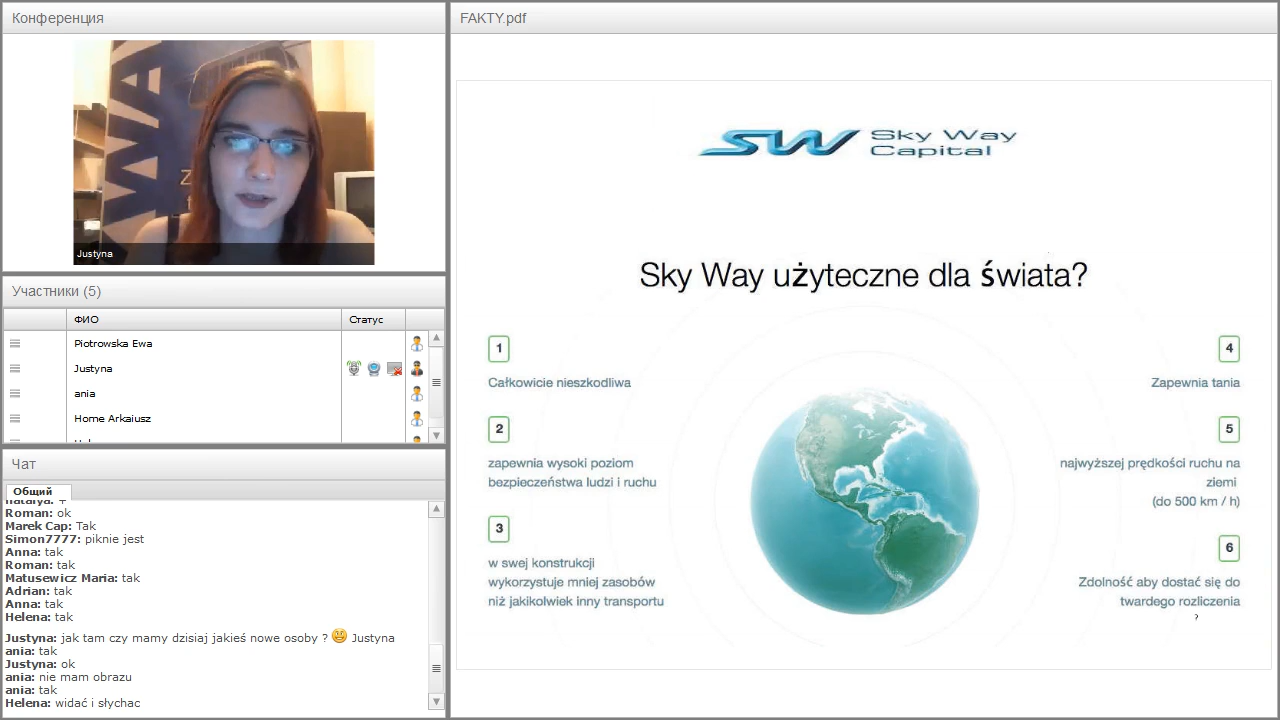 Конференция
WAY
Z
Justyna
Участники (5)
ФИО
Статус
Piotrowska Ewa
Justyna
ania
Home Arkaiusz
Чат
Общий
natalya: +
Roman: ok
Marek Cap: Tak
Simon7777: piknie jest
Anna: tak
Roman: tak
Matusewicz Maria: tak
Adrian: tak
Anna: tak
Helena: tak
Justyna: jak tam czy mamy dzisiaj jakieś nowe osoby ? Justyna
ania: tak
Justyna: ok
ania: nie mam obrazu
ania: tak
Helena: widać i słychac
FAKTY.pdf
SW Sky Way
Capital
Sky Way użyteczne dla świata?
1
Całkowicie nieszkodliwa
2
zapewnia wysoki poziom
bezpieczeństwa ludzi i ruchu
3
w swej konstrukcji
wykorzystuje mniej zasobów
niż jakikolwiek inny transportu
4
Zapewnia tania
5
najwyższej prędkości ruchu na
ziemi
(do 500 km / h)
6
Zdolność aby dostać się do
twardego rozliczenia
?